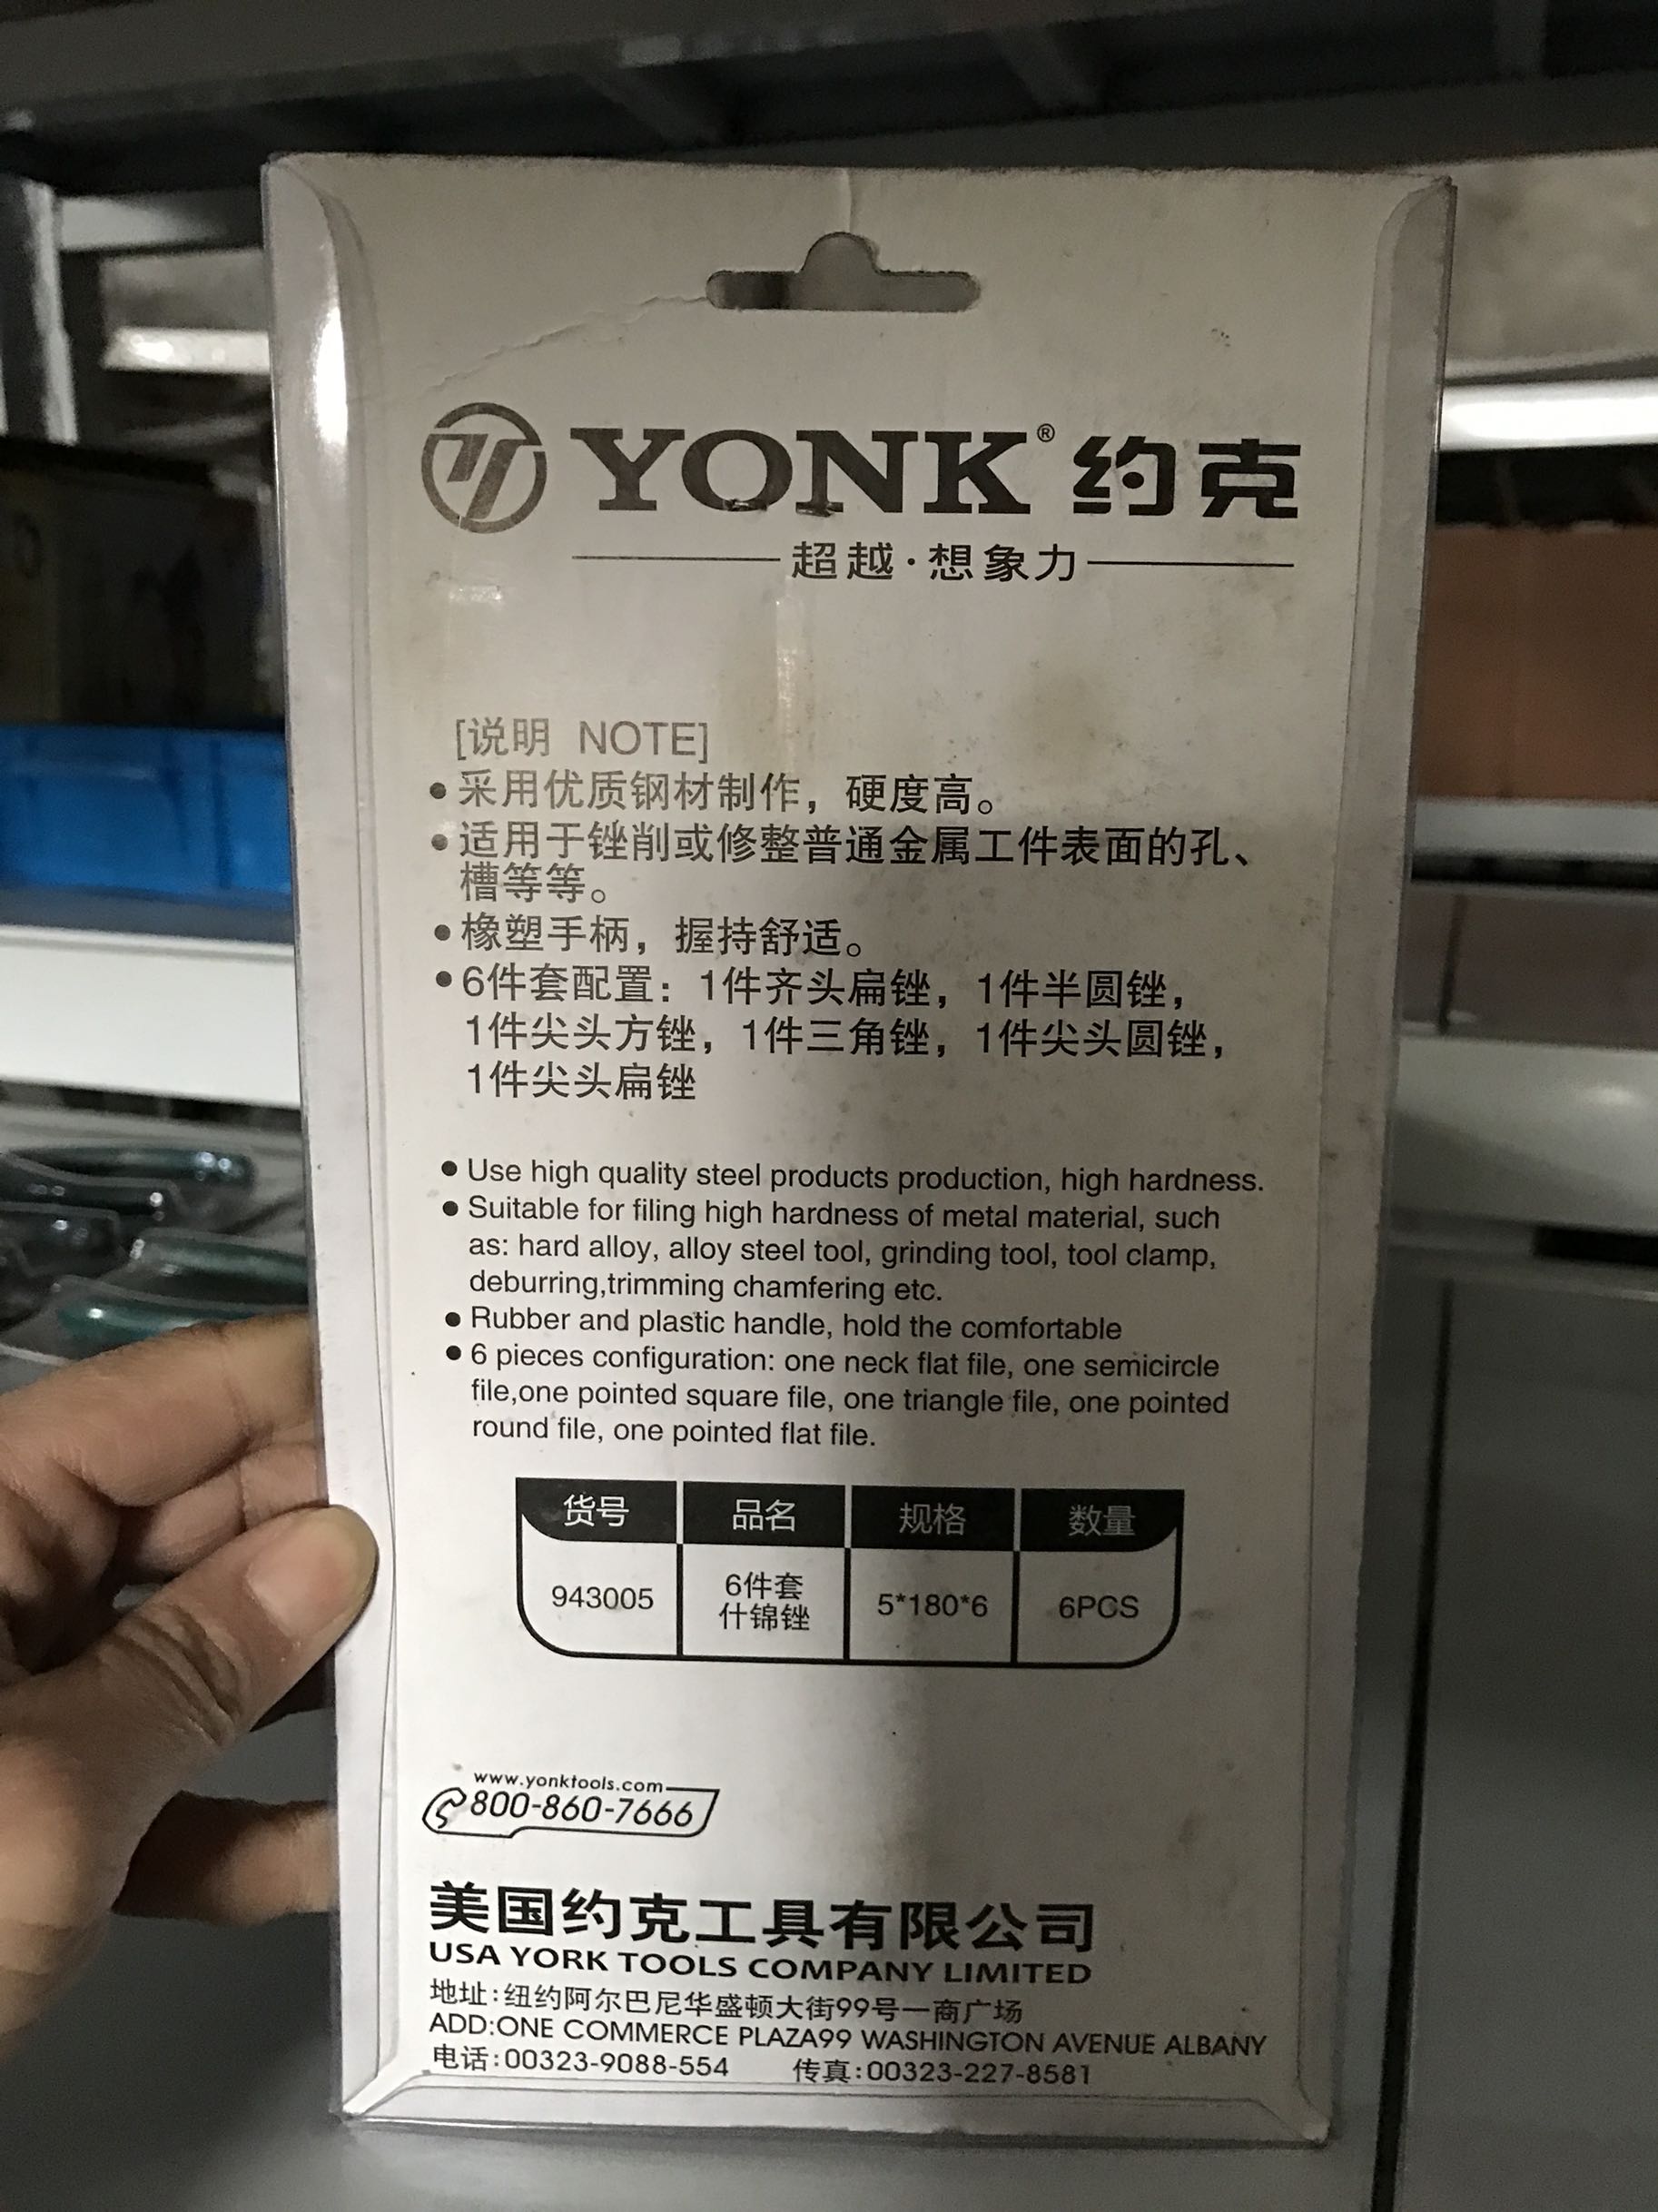 YONK® 约克
超越·想象力
[说明 NOTE]
●采用优质钢材制作，硬度高。
●适用于锉削或修整普通金属工件表面的孔、
槽等等。
●橡塑手柄，握持舒适。
●6件套配置：1件齐头扁锉，1件半圆锉，
1件尖头方锉，1件三角锉，1件尖头圆锉，
1件尖头扁锉
●Use high quality steel products production, high hardness.
●Suitable for filing high hardness of metal material, such
as: hard alloy, alloy steel tool, grinding tool, tool clamp,
deburring,trimming chamfering etc.
●Rubber and plastic handle, hold the comfortable
●6 pieces configuration: one neck flat file, one semicircle
file,one pointed square file, one triangle file, one pointed
round file, one pointed flat file.
货号 品名 规格 数量
943005 6件套 5*180*6 6PCS
什锦锉
www.yonktools.com
800-860-7666
美国约克工具有限公司
USA YORK TOOLS COMPANY LIMITED
地址:纽约阿尔巴尼华盛顿大街99号一商广场
ADD:ONE COMMERCE PLAZA99 WASHINGTON AVENUE ALBANY
电话:00323-9088-554 传真:00323-227-8581